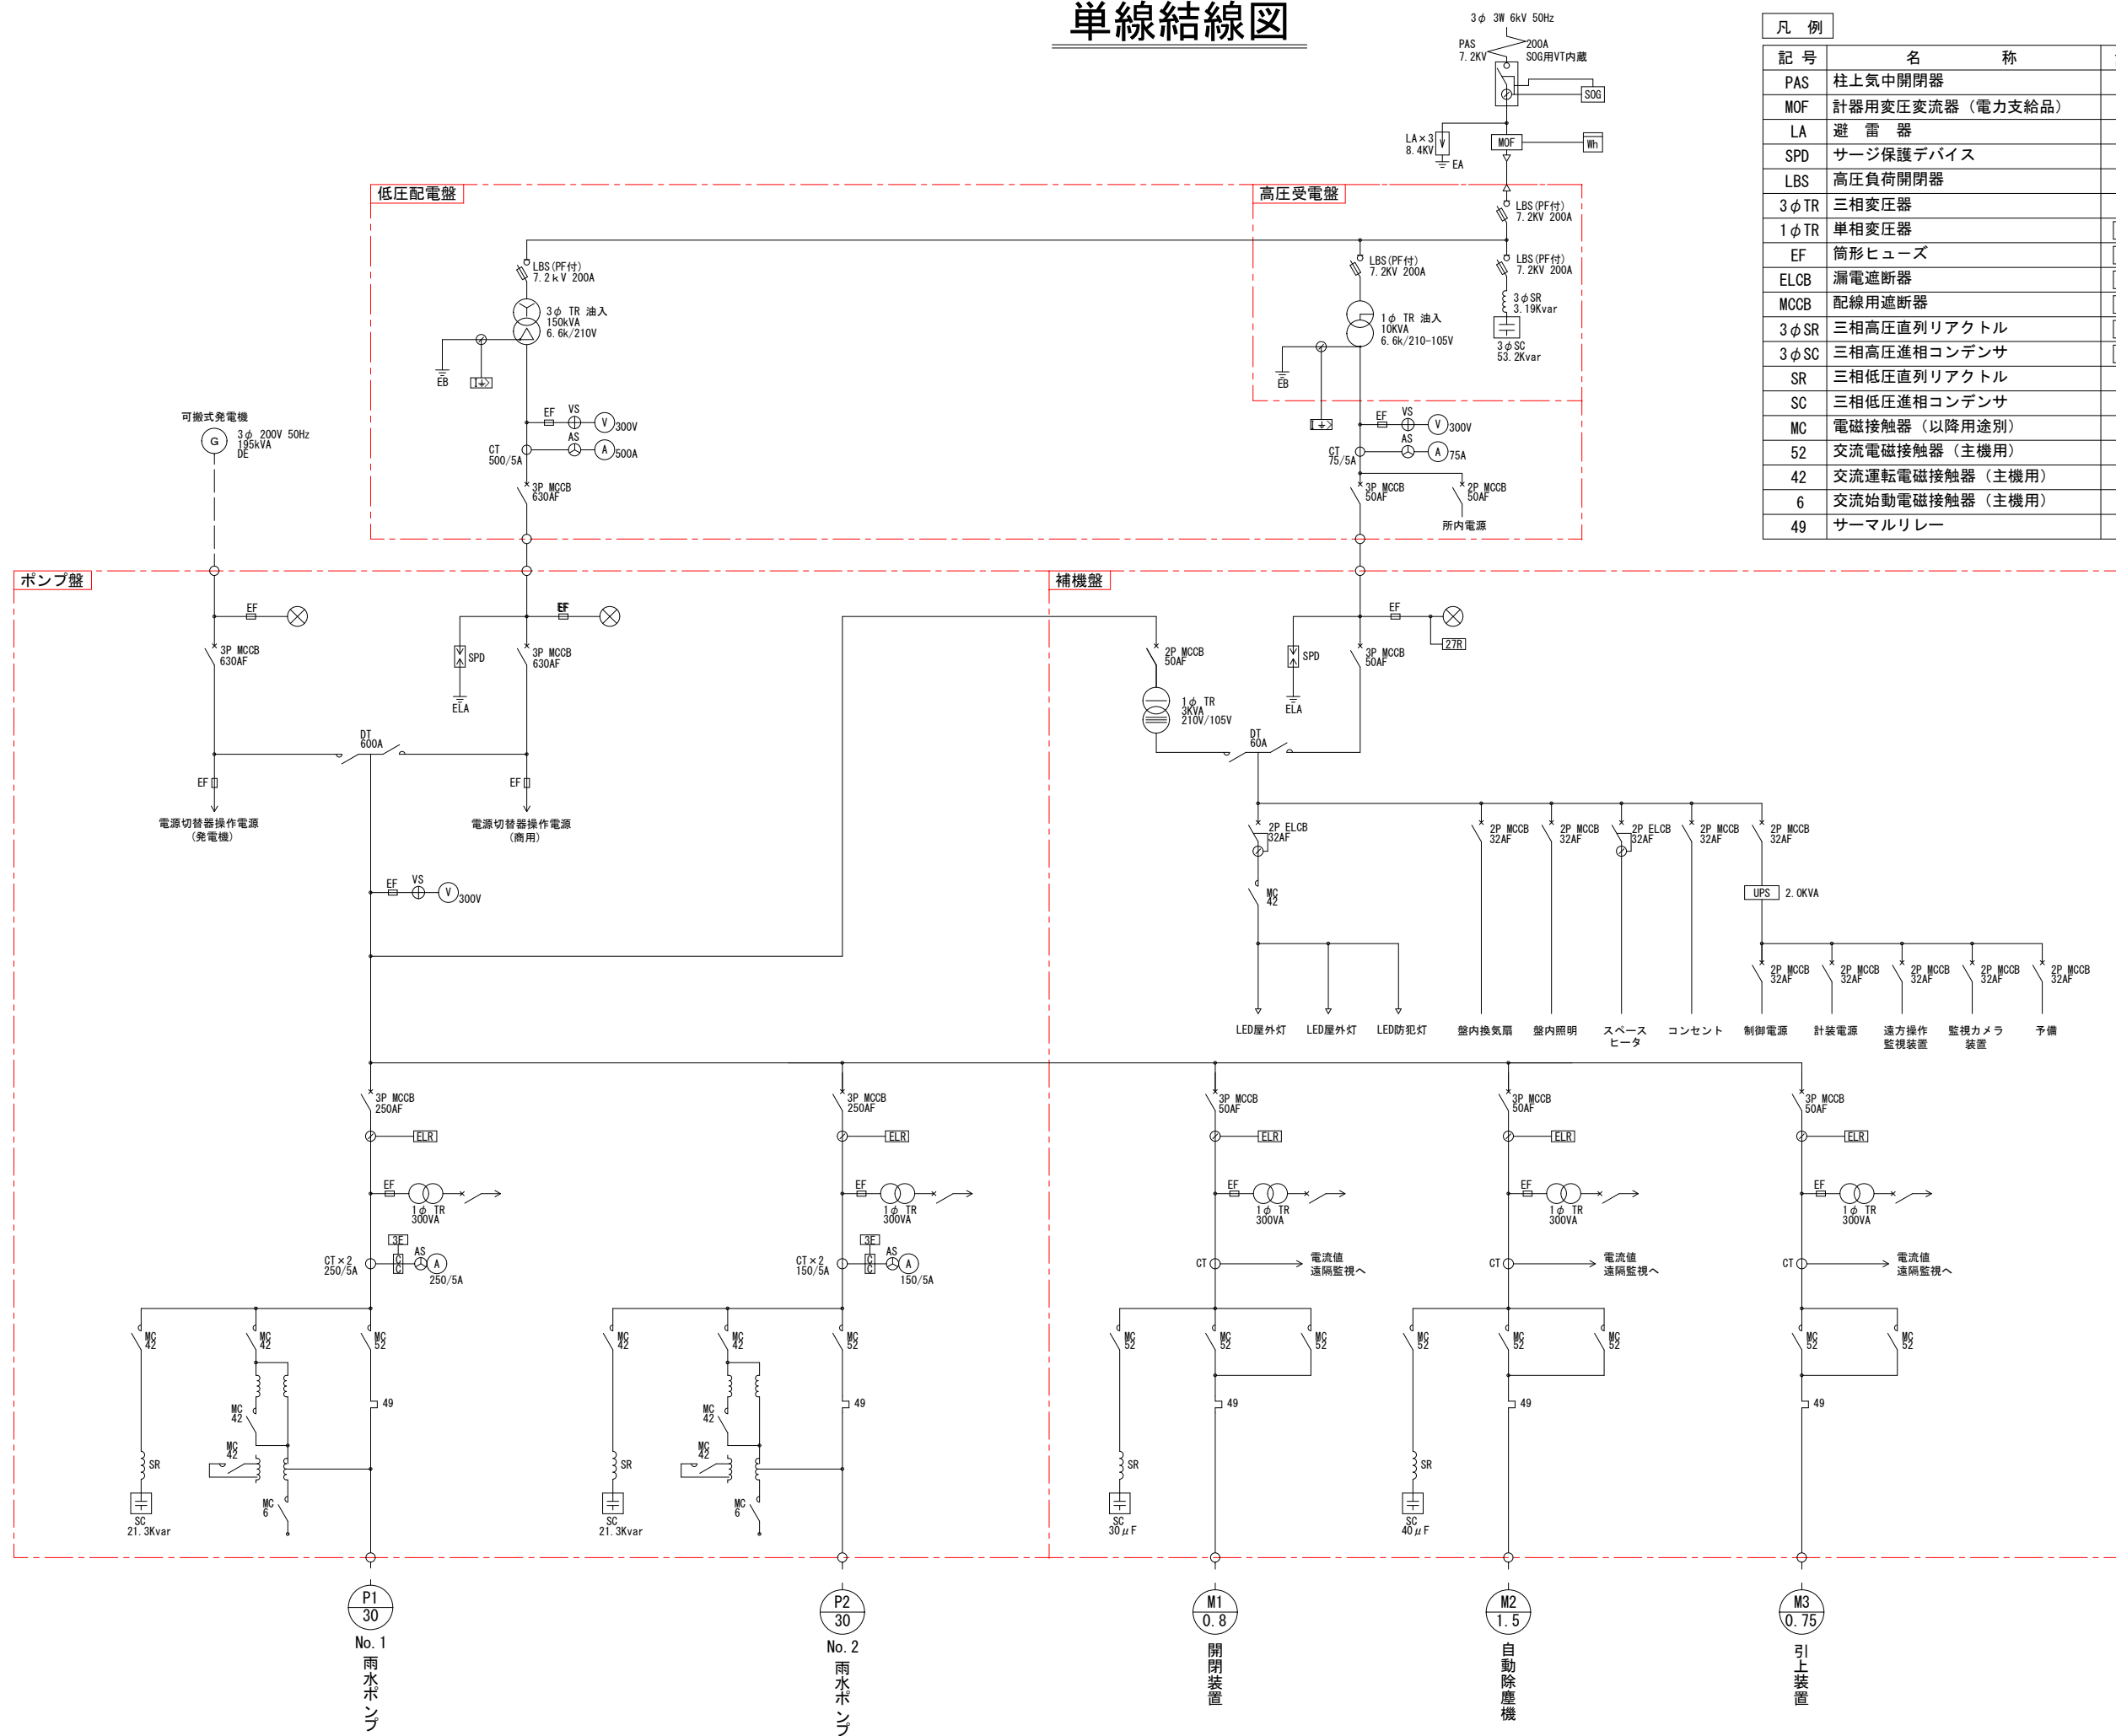 単線結線図
3φ 3W 6kV 50Hz
PAS
7.2KV
200A
SOG用VT内蔵
SOG
LA×3
8.4KV
EA
MOF
Wh
凡 例
記 号 名 称
PAS 柱上気中開閉器
MOF 計器用変圧変流器（電力支給品）
LA 避 雷 器
SPD サージ保護デバイス
LBS 高圧負荷開閉器
3φTR 三相変圧器
1φTR 単相変圧器
EF 筒形ヒューズ
ELCB 漏電遮断器
MCCB 配線用遮断器
3φSR 三相高圧直列リアクトル
3φSC 三相高圧進相コンデンサ
SR 三相低圧直列リアクトル
SC 三相低圧進相コンデンサ
MC 電磁接触器（以降用途別）
52 交流電磁接触器（主機用）
42 交流運転電磁接触器（主機用）
6 交流始動電磁接触器（主機用）
49 サーマルリレー
低圧配電盤
高圧受電盤
LBS(PF付)
7.2KV 200A
LBS(PF付)
7.2kV 200A
LBS(PF付)
7.2KV 200A
LBS(PF付)
7.2KV 200A
3φ TR 油入
150kVA
6.6k/210V
EB
I
1φ TR 油入
10KVA
6.6k/210-105V
EB
I
3φSR
3.19Kvar
3φSC
53.2Kvar
EF
VS
V
300V
CT
500/5A
AS
A
500A
3P MCCB
630AF
EF
VS
V
300V
CT
75/5A
AS
A
75A
3P MCCB
50AF
2P MCCB
50AF
所内電源
可搬式発電機
G
3φ 200V 50Hz
195kVA
DE
ポンプ盤
補機盤
EF
3P MCCB
630AF
EF
SPD
ELA
3P MCCB
630AF
2P MCCB
50AF
1φ TR
3KVA
210V/105V
SPD
ELA
EF
27R
3P MCCB
50AF
DT
600A
DT
60A
EF
電源切替器操作電源
(発電機)
EF
電源切替器操作電源
(商用)
EF
VS
V
300V
2P ELCB
32AF
2P MCCB
32AF
2P MCCB
32AF
2P ELCB
32AF
2P MCCB
32AF
2P MCCB
32AF
MC
42
UPS
2.0KVA
2P MCCB
32AF
2P MCCB
32AF
2P MCCB
32AF
2P MCCB
32AF
2P MCCB
32AF
LED屋外灯
LED屋外灯
LED防犯灯
盤内換気扇
盤内照明
スペース
ヒータ
コンセント
制御電源
計装電源
遠方操作
監視装置
監視カメラ
装置
予備
3P MCCB
250AF
3P MCCB
250AF
3P MCCB
50AF
3P MCCB
50AF
3P MCCB
50AF
ELR
ELR
ELR
ELR
ELR
EF
1φ TR
300VA
EF
1φ TR
300VA
EF
1φ TR
300VA
EF
1φ TR
300VA
EF
1φ TR
300VA
CT×2
250/5A
3E
C
C
AS
A
250/5A
CT×2
150/5A
3E
C
C
AS
A
150/5A
CT
電流値
遠隔監視へ
CT
電流値
遠隔監視へ
CT
電流値
遠隔監視へ
MC
42
MC
42
MC
52
MC
42
MC
42
MC
52
MC
52
MC
52
MC
52
MC
52
MC
52
MC
52
MC
52
MC
52
49
49
49
49
49
MC
42
MC
42
MC
6
MC
42
MC
42
MC
6
SR
SC
21.3Kvar
SR
SC
21.3Kvar
SR
SC
30μF
SR
SC
40μF
P1
30
No.1
雨水ポンプ
P2
30
No.2
雨水ポンプ
M1
0.8
開閉装置
M2
1.5
自動除塵機
M3
0.75
引上装置